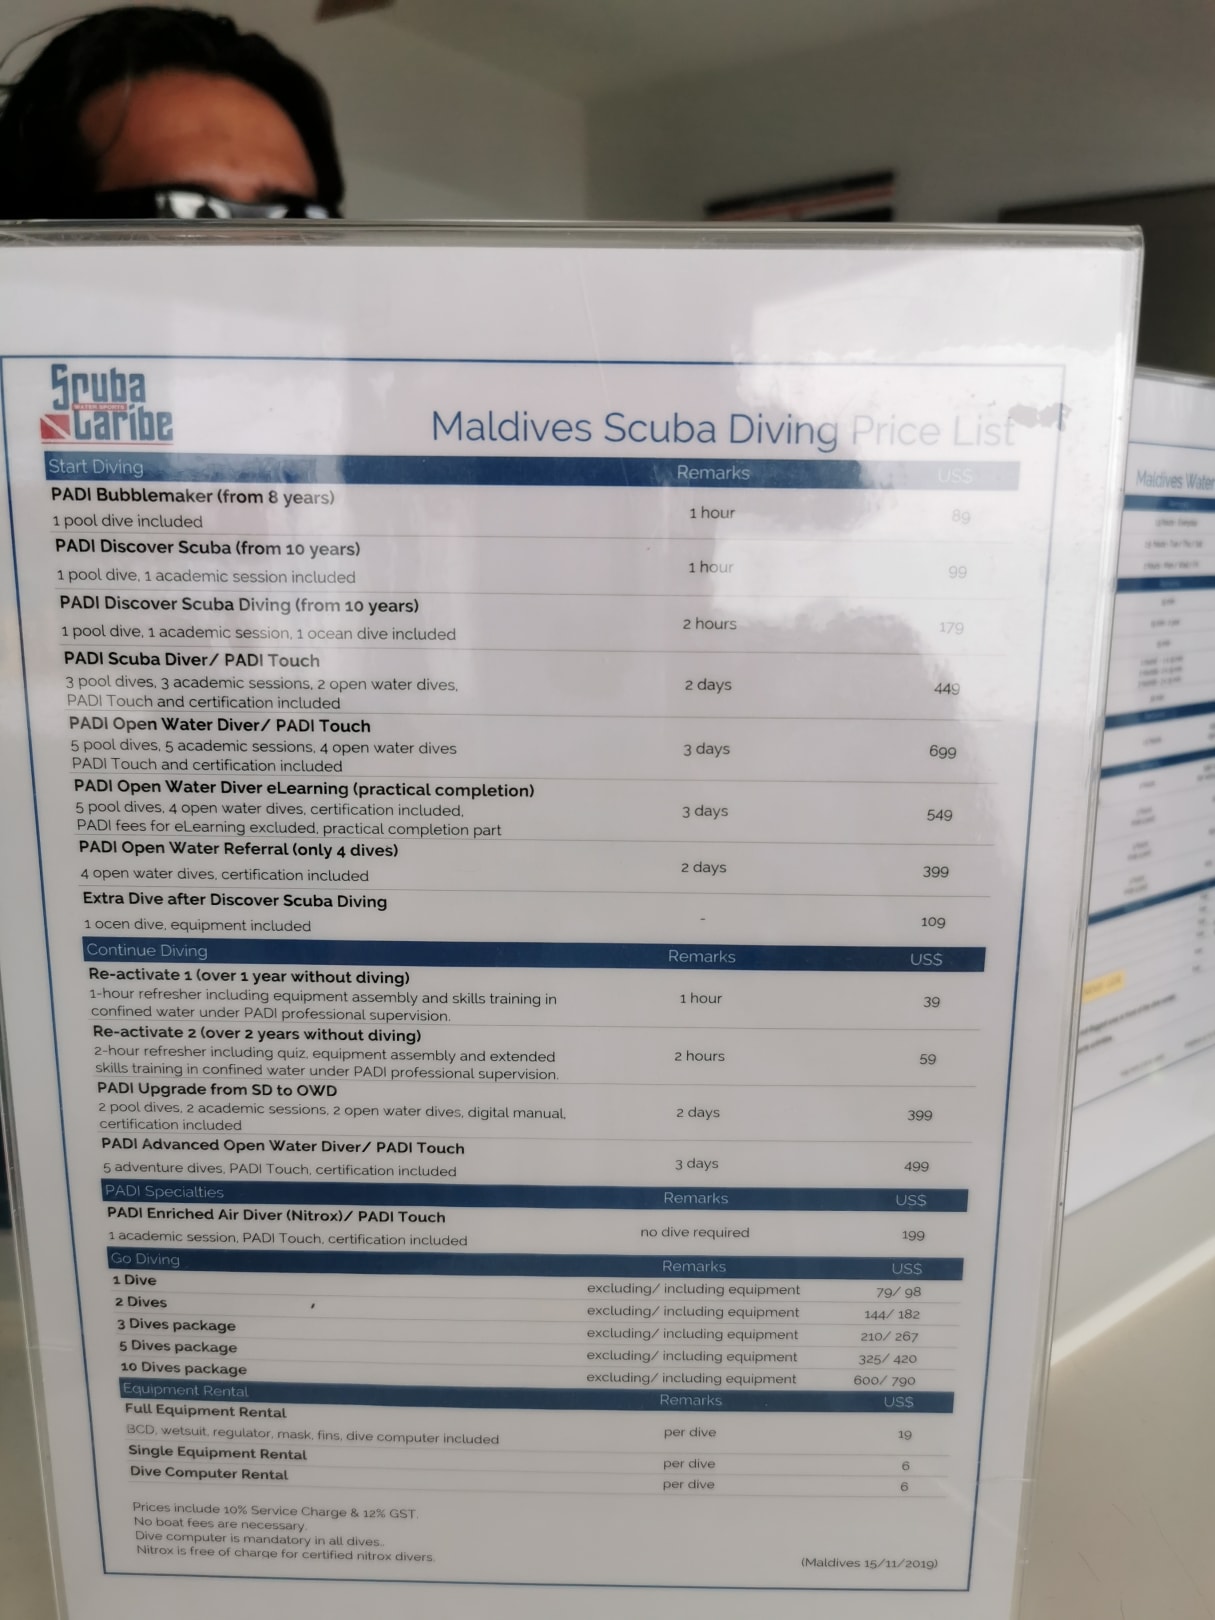 Scuba
WATER SPORTS
Caribe
Maldives Scuba Diving Price List
Start Diving Remarks US$
PADI Bubblemaker (from 8 years)
1 pool dive included 1 hour 89
PADI Discover Scuba (from 10 years)
1 pool dive, 1 academic session included 1 hour 99
PADI Discover Scuba Diving (from 10 years)
1 pool dive, 1 academic session, 1 ocean dive included 2 hours 179
PADI Scuba Diver/ PADI Touch
3 pool dives, 3 academic sessions, 2 open water dives, 2 days 449
PADI Touch and certification included
PADI Open Water Diver/ PADI Touch
5 pool dives, 5 academic sessions, 4 open water dives 3 days 699
PADI Touch and certification included
PADI Open Water Diver eLearning (practical completion)
5 pool dives, 4 open water dives, certification included, 3 days 549
PADI fees for eLearning excluded, practical completion part
PADI Open Water Referral (only 4 dives)
4 open water dives, certification included 2 days 399
Extra Dive after Discover Scuba Diving
1 ocen dive, equipment included - 109
Continue Diving Remarks US$
Re-activate 1 (over 1 year without diving)
1-hour refresher including equipment assembly and skills training in 1 hour 39
confined water under PADI professional supervision.
Re-activate 2 (over 2 years without diving)
2-hour refresher including quiz, equipment assembly and extended 2 hours 59
skills training in confined water under PADI professional supervision.
PADI Upgrade from SD to OWD
2 pool dives, 2 academic sessions, 2 open water dives, digital manual, 2 days 399
certification included
PADI Advanced Open Water Diver/ PADI Touch
5 adventure dives, PADI Touch, certification included 3 days 499
PADI Specialties Remarks US$
PADI Enriched Air Diver (Nitrox)/ PADI Touch
1 academic session, PADI Touch, certification included no dive required 199
Go Diving Remarks US$
1 Dive excluding/ including equipment 79/ 98
2 Dives excluding/ including equipment 144/ 182
3 Dives package excluding/ including equipment 210/ 267
5 Dives package excluding/ including equipment 325/ 420
10 Dives package excluding/ including equipment 600/ 790
Equipment Rental Remarks US$
Full Equipment Rental
BCD, wetsuit, regulator, mask, fins, dive computer included per dive 19
Single Equipment Rental per dive 6
Dive Computer Rental per dive 6
Prices include 10% Service Charge & 12% GST.
No boat fees are necessary.
Dive computer is mandatory in all dives..
Nitrox is free of charge for certified nitrox divers.
(Maldives 15/11/2019)
Maldives Water